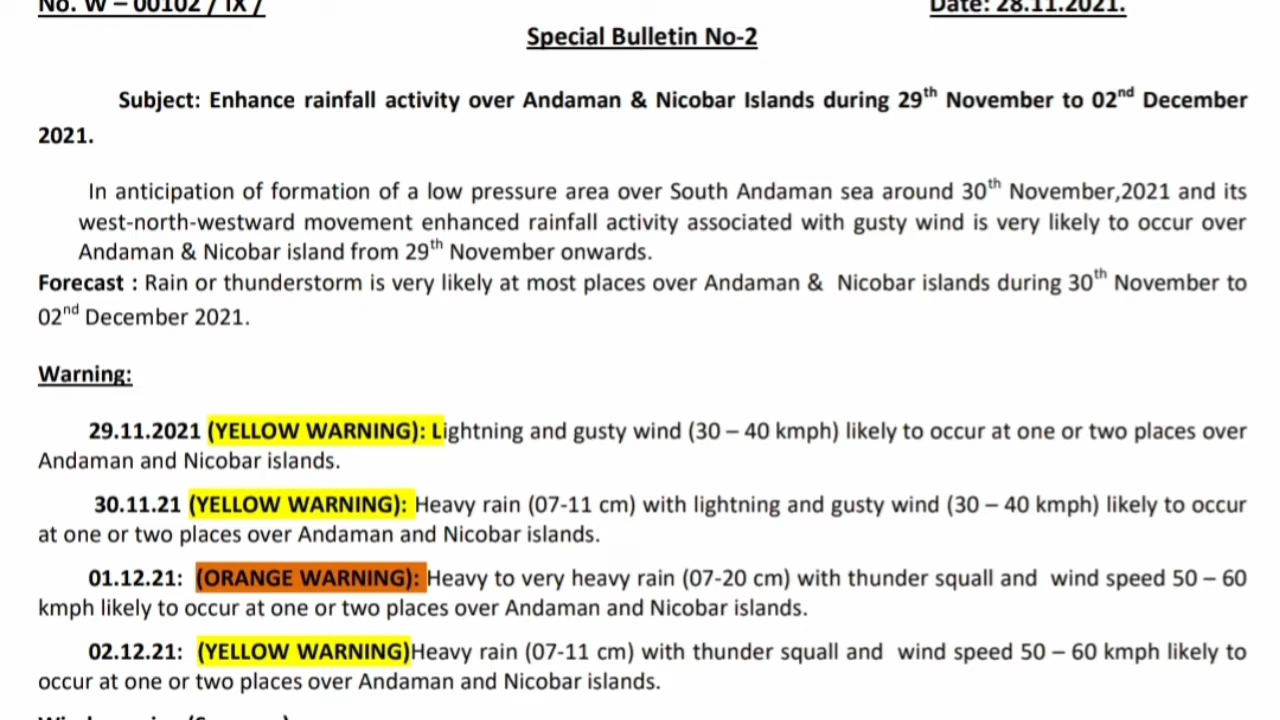 No. W – 00102 / IX / Date: 28.11.2021.
Special Bulletin No-2
Subject: Enhance rainfall activity over Andaman & Nicobar Islands during 29th November to 02nd December
2021.
In anticipation of formation of a low pressure area over South Andaman sea around 30th November,2021 and its
west-north-westward movement enhanced rainfall activity associated with gusty wind is very likely to occur over
Andaman & Nicobar island from 29th November onwards.
Forecast : Rain or thunderstorm is very likely at most places over Andaman & Nicobar islands during 30th November to
02nd December 2021.
Warning:
29.11.2021 (YELLOW WARNING): Lightning and gusty wind (30 – 40 kmph) likely to occur at one or two places over
Andaman and Nicobar islands.
30.11.21 (YELLOW WARNING): Heavy rain (07-11 cm) with lightning and gusty wind (30 – 40 kmph) likely to occur
at one or two places over Andaman and Nicobar islands.
01.12.21: (ORANGE WARNING): Heavy to very heavy rain (07-20 cm) with thunder squall and wind speed 50 – 60
kmph likely to occur at one or two places over Andaman and Nicobar islands.
02.12.21: (YELLOW WARNING)Heavy rain (07-11 cm) with thunder squall and wind speed 50 – 60 kmph likely to
occur at one or two places over Andaman and Nicobar islands.